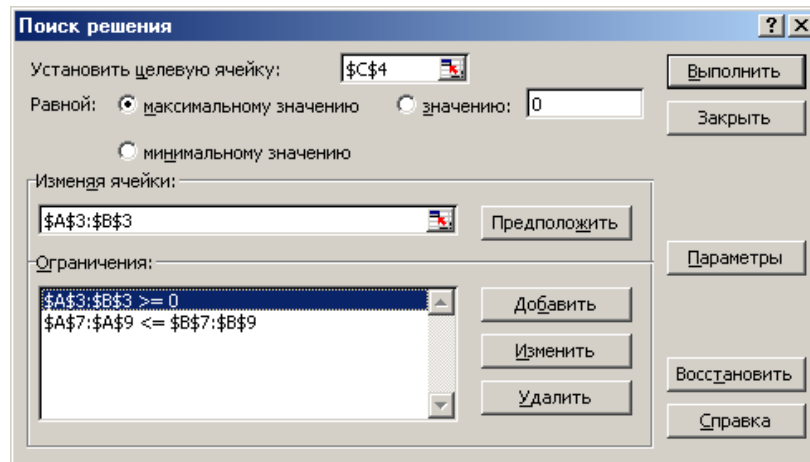 Поиск решения
Установить целевую ячейку: $C$4
Выполнить
Равной: максимальному значению значению: 0
Закрыть
минимальному значению
Изменяя ячейки:
$A$3:$B$3
Предположить
Ограничения:
Параметры
$A$3:$B$3 >= 0
$A$7:$A$9 <= $B$7:$B$9
Добавить
Изменить
Восстановить
Удалить
Справка